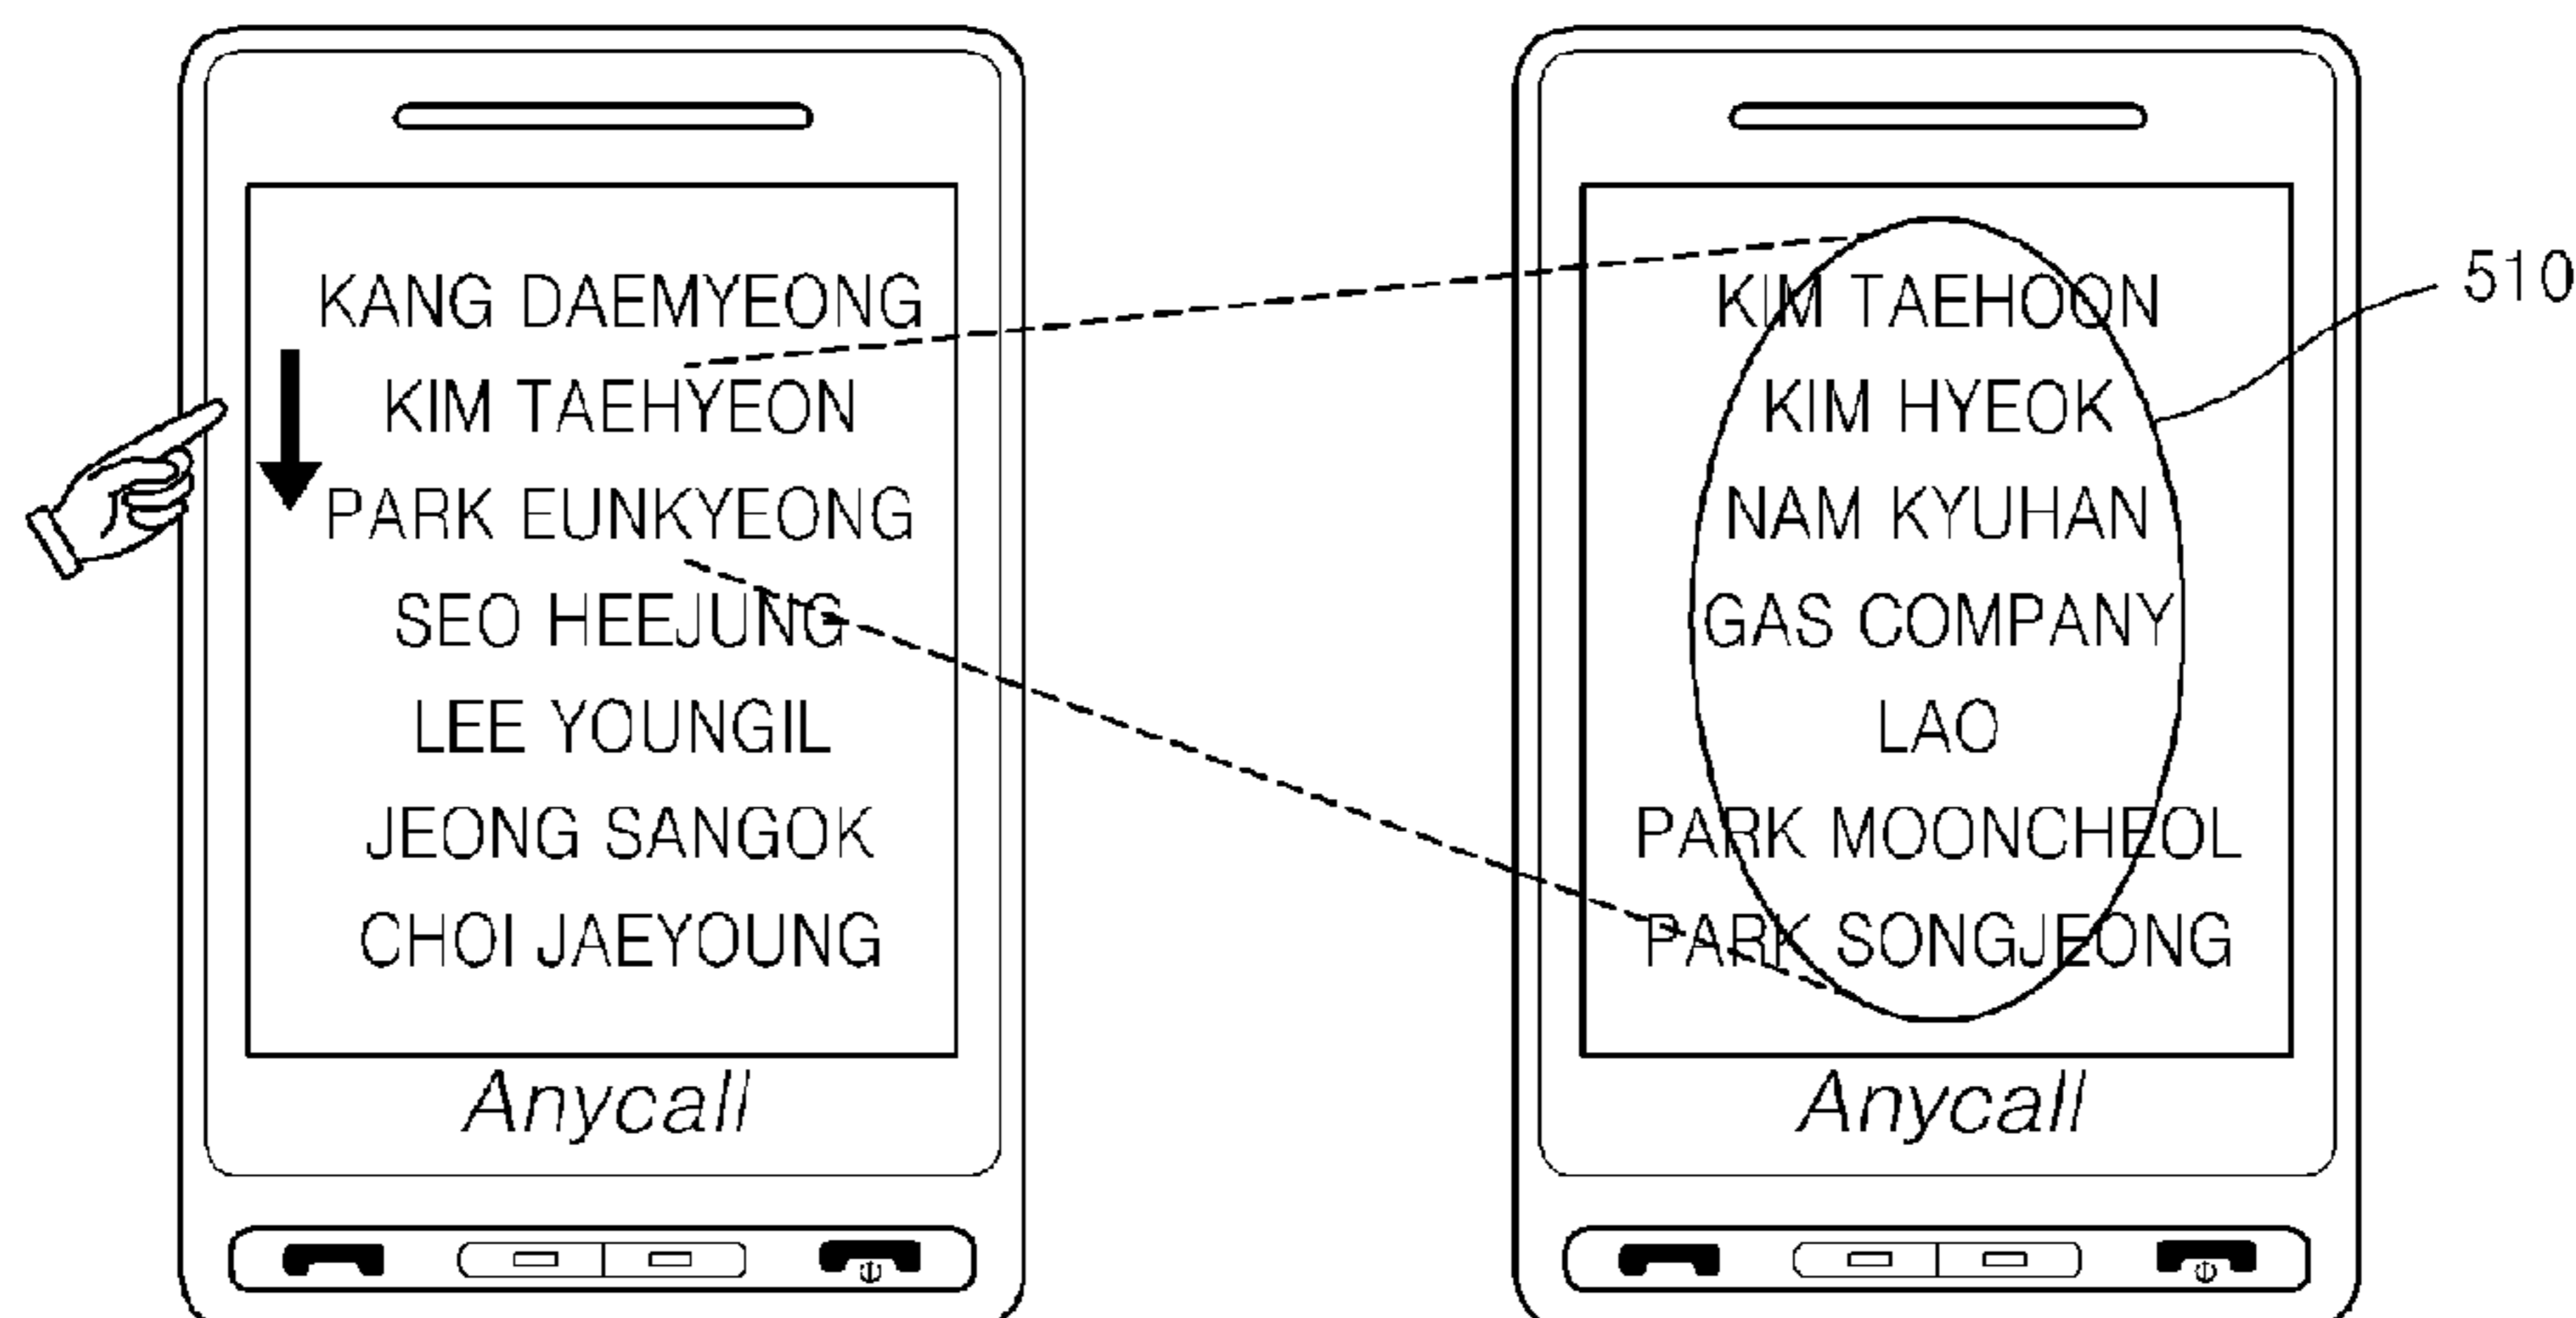 KANG DAEMYEONG
KIM TAEHYEON
PARK EUNKYEONG
SEO HEEJUNG
LEE YOUNGIL
JEONG SANGOK
CHOI JAEYOUNG
Anycall
KIM TAEHOON
KIM HYEOK
NAM KYUHAN
GAS COMPANY
LAO
PARK MOONCHEOL
PARK SONGJEONG
Anycall
510